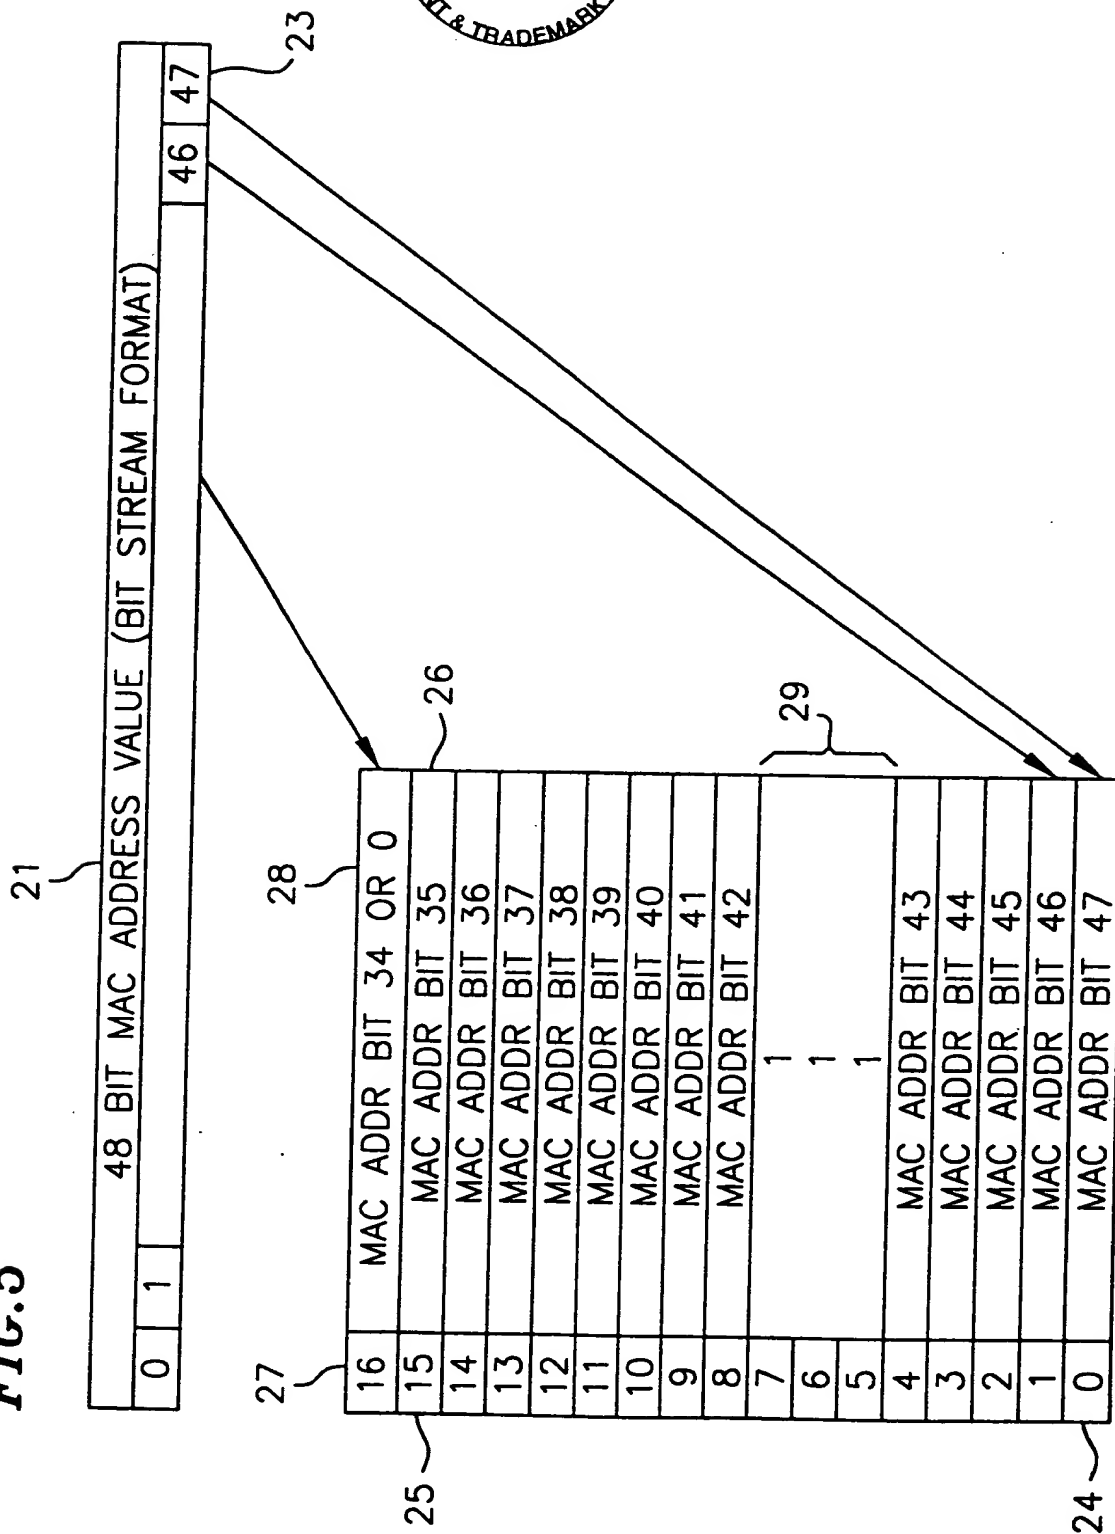 NT & TRADEMARK
FIG.5
21
48 BIT MAC ADDRESS VALUE (BIT STREAM FORMAT)
0 1 46 47
23
27
28
16 MAC ADDR BIT 34 OR 0
25
15 MAC ADDR BIT 35
26
14 MAC ADDR BIT 36
13 MAC ADDR BIT 37
12 MAC ADDR BIT 38
11 MAC ADDR BIT 39
10 MAC ADDR BIT 40
9 MAC ADDR BIT 41
8 MAC ADDR BIT 42
7 1
6 1
5 1
29
4 MAC ADDR BIT 43
3 MAC ADDR BIT 44
2 MAC ADDR BIT 45
1 MAC ADDR BIT 46
24
0 MAC ADDR BIT 47